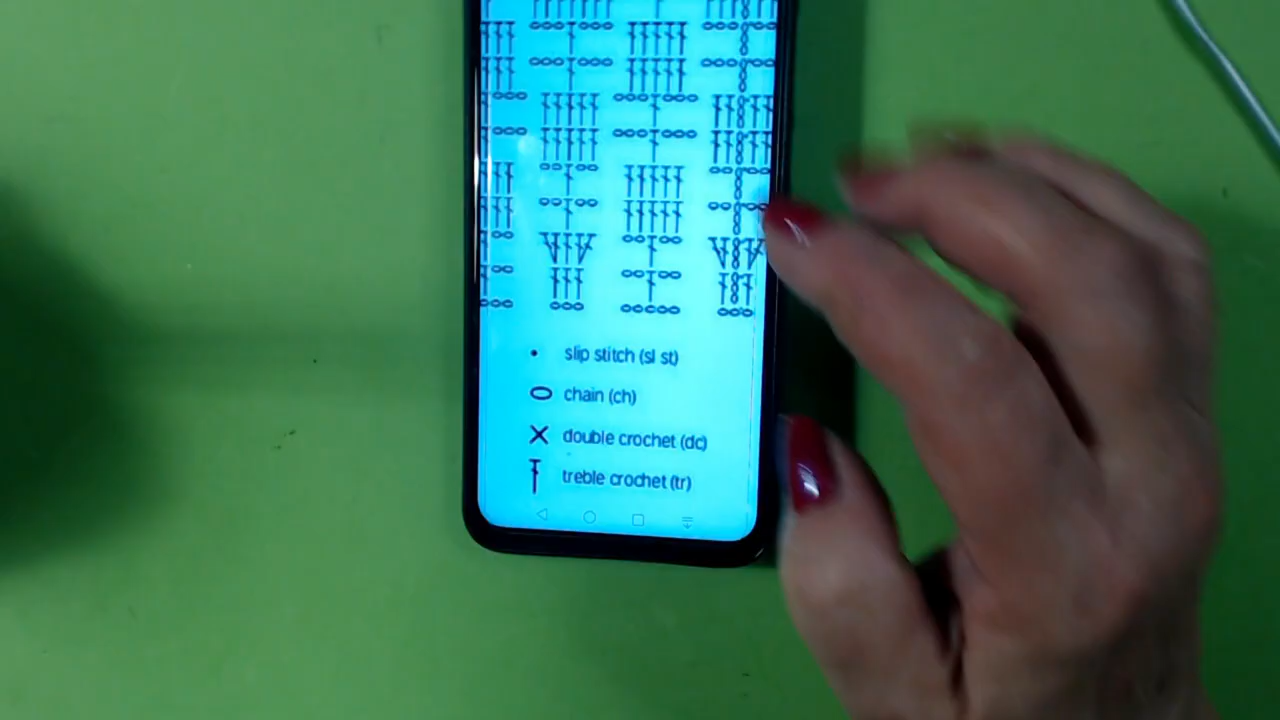 slip stitch (sl st)
chain (ch)
double crochet (dc)
treble crochet (tr)